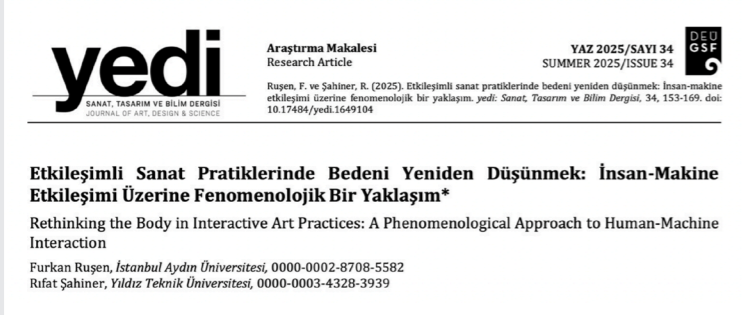 yedi
SANAT, TASARIM VE BİLİM DERGİSİ
JOURNAL OF ART, DESIGN & SCIENCE
Araştırma Makalesi
Research Article
YAZ 2025/SAYI 34
SUMMER 2025/ISSUE 34
DEU
GSF
Ruşen, F. ve Şahiner, R. (2025). Etkileşimli sanat pratiklerinde bedeni yeniden düşünmek: İnsan-makine
etkileşimi üzerine fenomenolojik bir yaklaşım. yedi: Sanat, Tasarım ve Bilim Dergisi, 34, 153-169. doi:
10.17484/yedi.1649104
Etkileşimli Sanat Pratiklerinde Bedeni Yeniden Düşünmek: İnsan-Makine
Etkileşimi Üzerine Fenomenolojik Bir Yaklaşım*
Rethinking the Body in Interactive Art Practices: A Phenomenological Approach to Human-Machine
Interaction
Furkan Ruşen, İstanbul Aydın Üniversitesi, 0000-0002-8708-5582
Rıfat Şahiner, Yıldız Teknik Üniversitesi, 0000-0003-4328-3939